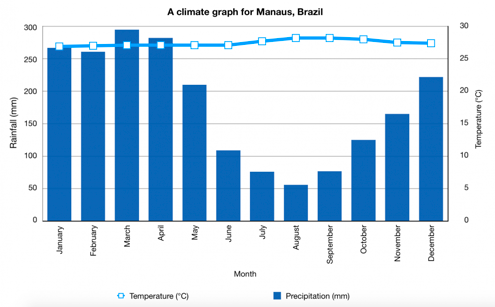 A climate graph for Manaus, Brazil
Rainfall (mm)
300
250
200
150
100
50
0
30
25
20
15
10
5
0
Temperature (°C)
January
February
March
April
May
June
July
August
September
October
November
December
Month
Temperature (°C)
Precipitation (mm)